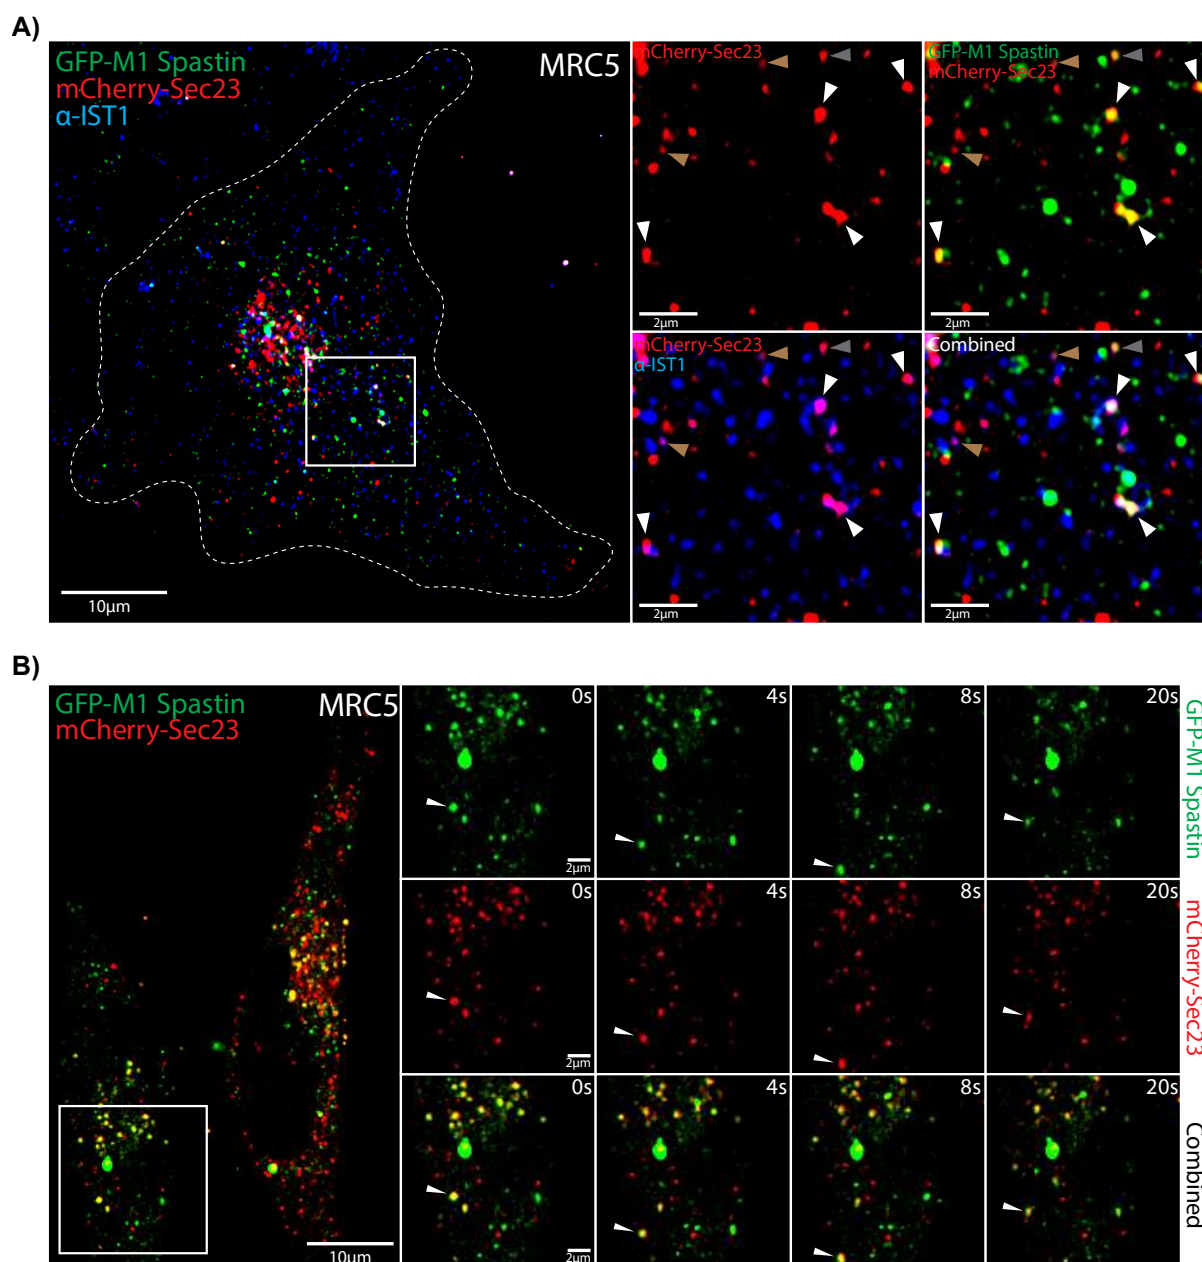 A)
GFP-M1 Spastin
mCherry-Sec23
α-IST1
MRC5
10µm
mCherry-Sec23
2µm
GFP-M1 Spastin
mCherry-Sec23
2µm
mCherry-Sec23
α-IST1
2µm
Combined
2µm
B)
GFP-M1 Spastin
mCherry-Sec23
MRC5
10µm
0s
2µm
4s
8s
20s
GFP-M1 Spastin
0s
2µm
4s
8s
20s
mCherry-Sec23
0s
2µm
4s
8s
20s
Combined